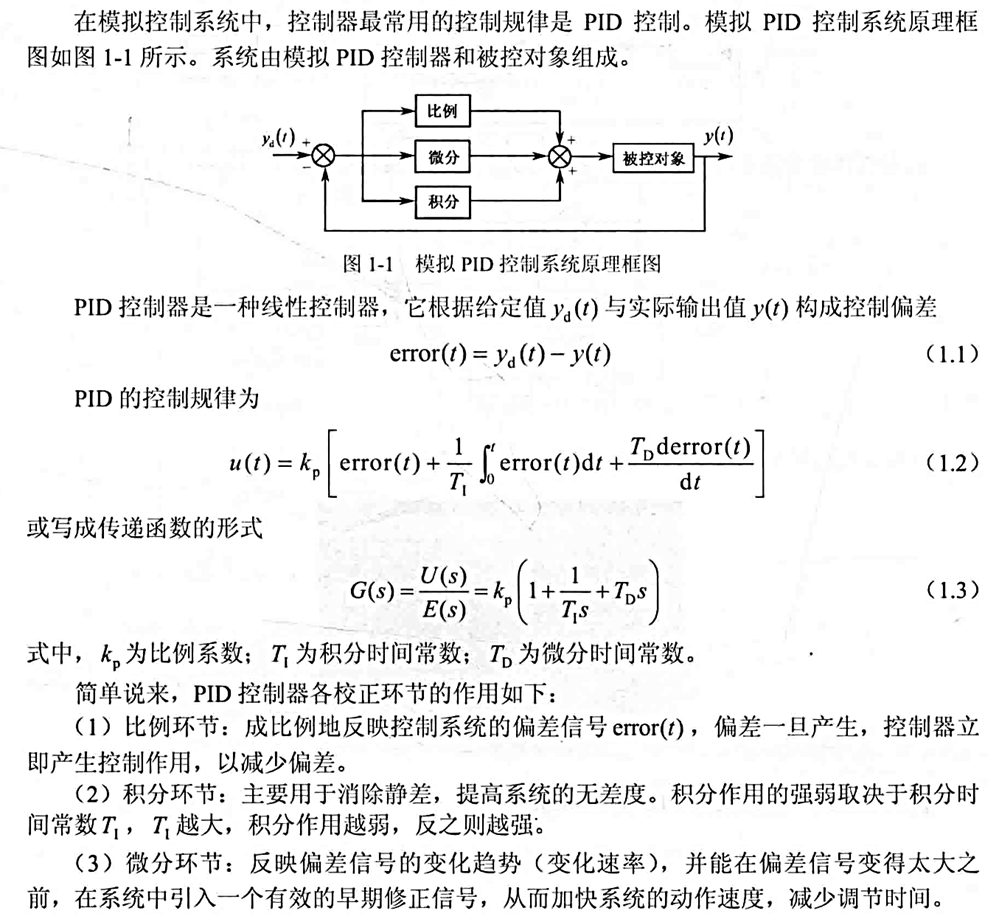 在模拟控制系统中，控制器最常用的控制规律是 PID 控制。模拟 PID 控制系统原理框
图如图 1-1 所示。系统由模拟 PID 控制器和被控对象组成。
比例
y_d(t) + − 微分 + + 被控对象 y(t)
积分
图 1-1 模拟 PID 控制系统原理框图
PID 控制器是一种线性控制器，它根据给定值 y_d(t) 与实际输出值 y(t) 构成控制偏差
error(t) = y_d(t) − y(t) （1.1）
PID 的控制规律为
u(t) = k_p [ error(t) + \frac{1}{T_I} \int_0^t error(t)dt + \frac{T_D derror(t)}{dt} ] （1.2）
或写成传递函数的形式
G(s) = \frac{U(s)}{E(s)} = k_p ( 1 + \frac{1}{T_I s} + T_D s ) （1.3）
式中，k_p 为比例系数；T_I 为积分时间常数；T_D 为微分时间常数。
简单说来，PID 控制器各校正环节的作用如下：
（1）比例环节：成比例地反映控制系统的偏差信号 error(t)，偏差一旦产生，控制器立
即产生控制作用，以减少偏差。
（2）积分环节：主要用于消除静差，提高系统的无差度。积分作用的强弱取决于积分时
间常数 T_I，T_I 越大，积分作用越弱，反之则越强。
（3）微分环节：反映偏差信号的变化趋势（变化速率），并能在偏差信号变得太大之
前，在系统中引入一个有效的早期修正信号，从而加快系统的动作速度，减少调节时间。